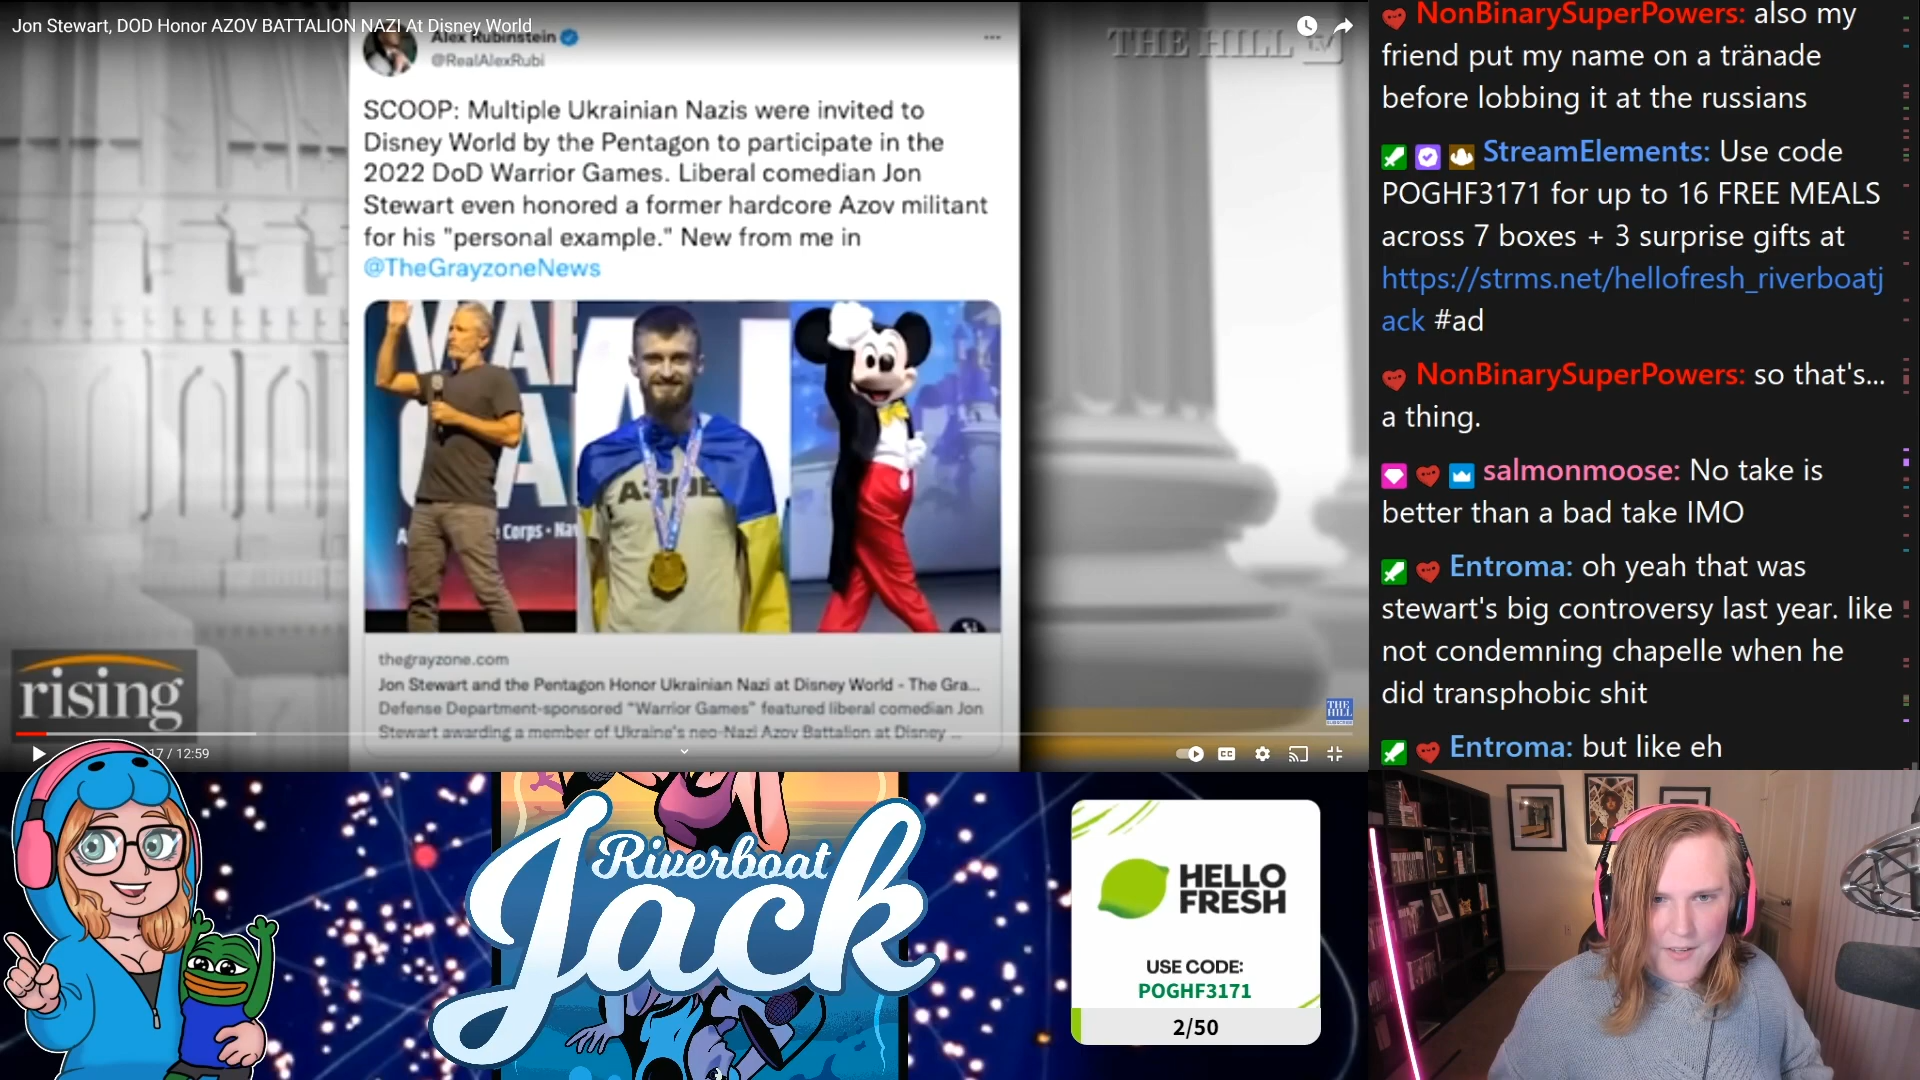 Jon Stewart, DOD Honor AZOV BATTALION NAZI At Disney World
Alex Rubinstein
@RealAlexRubi
THE HILL tv
SCOOP: Multiple Ukrainian Nazis were invited to
Disney World by the Pentagon to participate in the
2022 DoD Warrior Games. Liberal comedian Jon
Stewart even honored a former hardcore Azov militant
for his "personal example." New from me in
@TheGrayzoneNews
Corps • Nav
thegrayzone.com
Jon Stewart and the Pentagon Honor Ukrainian Nazi at Disney World - The Gra...
Defense Department-sponsored "Warrior Games" featured liberal comedian Jon
Stewart awarding a member of Ukraine's neo-Nazi Azov Battalion at Disney ...
rising
THE
HILL
17 / 12:59
CC
NonBinarySuperPowers: also my
friend put my name on a tränade
before lobbing it at the russians
StreamElements: Use code
POGHF3171 for up to 16 FREE MEALS
across 7 boxes + 3 surprise gifts at
https://strms.net/hellofresh_riverboatj
ack #ad
NonBinarySuperPowers: so that's...
a thing.
salmonmoose: No take is
better than a bad take IMO
Entroma: oh yeah that was
stewart's big controversy last year. like
not condemning chapelle when he
did transphobic shit
Entroma: but like eh
Riverboat
Jack
HELLO
FRESH
USE CODE:
POGHF3171
2/50